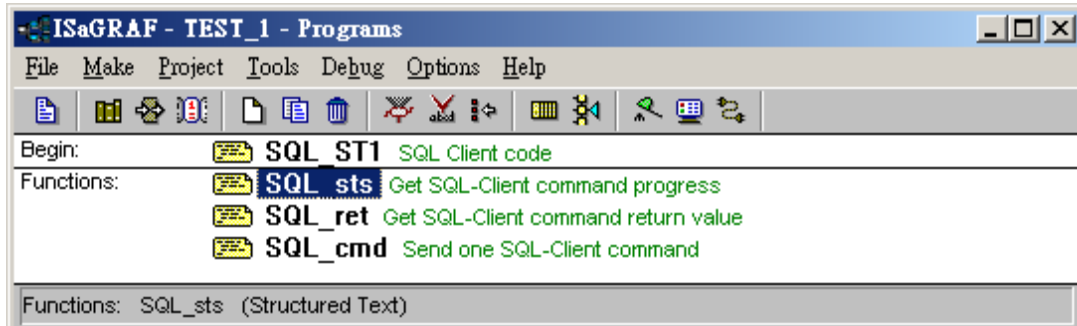 ISaGRAF - TEST_1 - Programs
File Make Project Tools Debug Options Help
Begin: SQL_ST1 SQL Client code
Functions: SQL_sts Get SQL-Client command progress
SQL_ret Get SQL-Client command return value
SQL_cmd Send one SQL-Client command
Functions: SQL_sts (Structured Text)